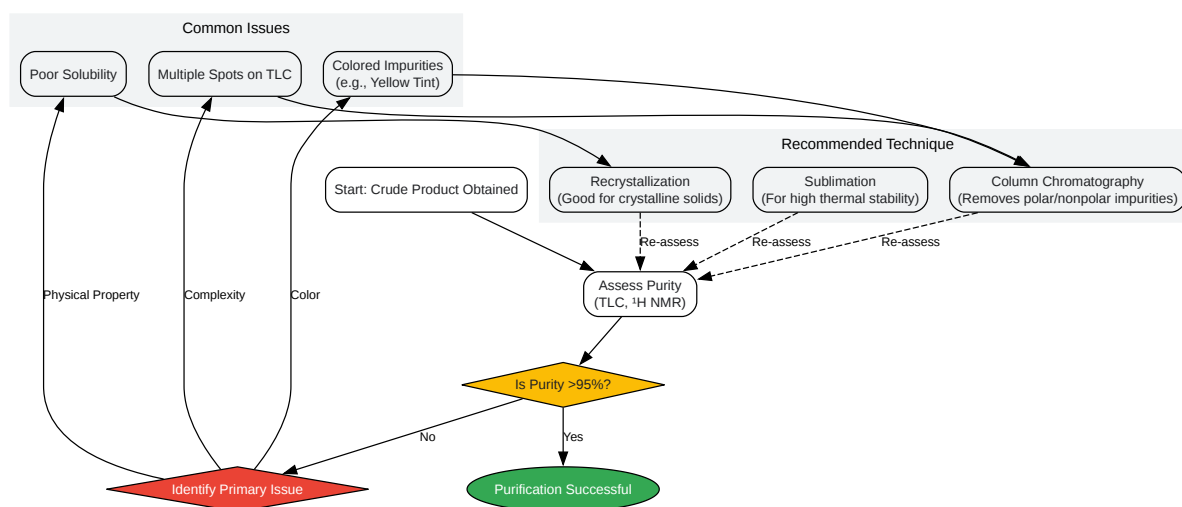 Common Issues
Poor Solubility
Multiple Spots on TLC
Colored Impurities
(e.g., Yellow Tint)
Recommended Technique
Start: Crude Product Obtained
Recrystallization
(Good for crystalline solids)
Sublimation
(For high thermal stability)
Column Chromatography
(Removes polar/nonpolar impurities)
Re-assess
Re-assess
Re-assess
Physical Property
Complexity
Color
Assess Purity
(TLC, ¹H NMR)
Is Purity >95%?
No
Yes
Identify Primary Issue
Purification Successful